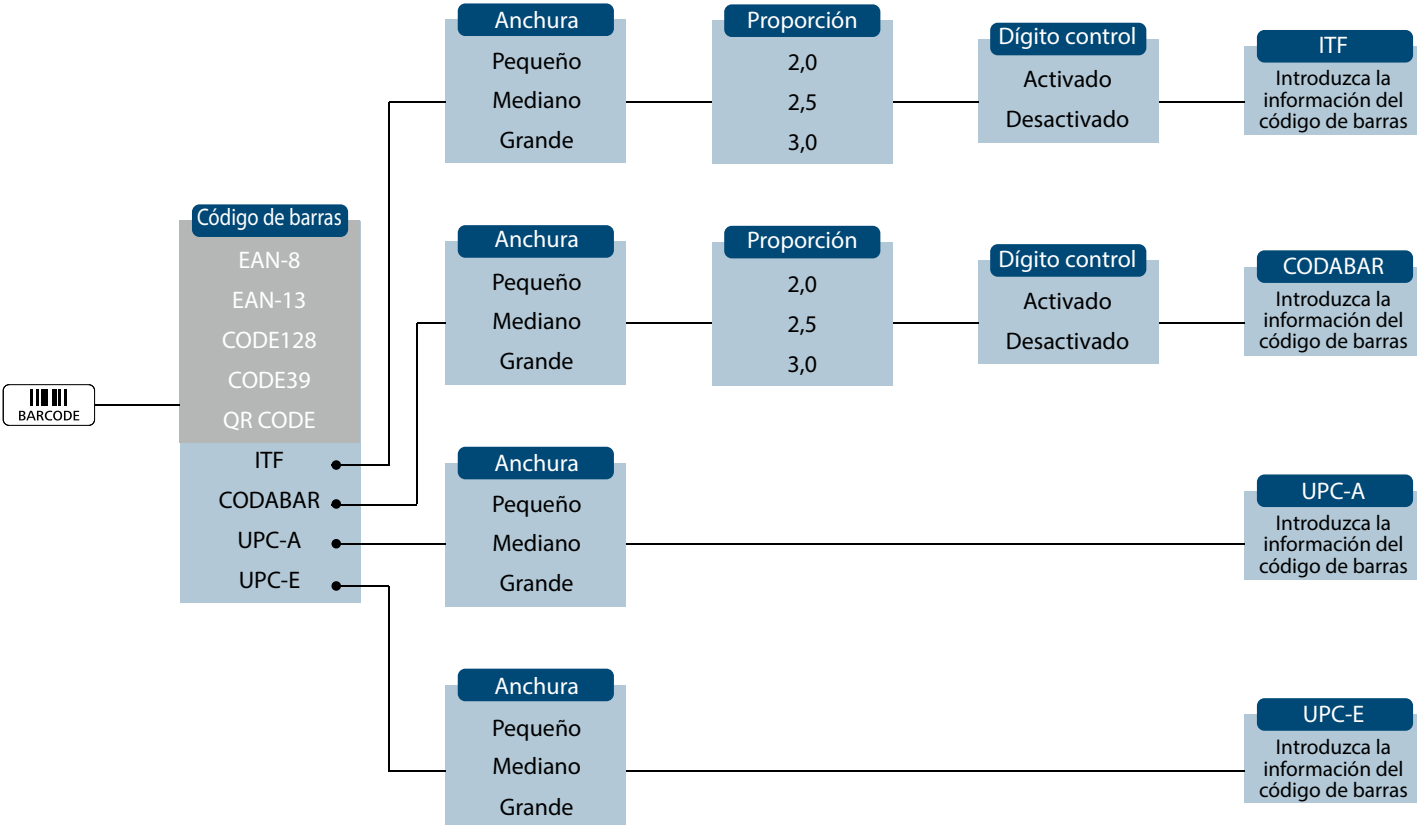 BARCODE
Código de barras
EAN-8
EAN-13
CODE128
CODE39
QR CODE
ITF
CODABAR
UPC-A
UPC-E
Anchura
Pequeño
Mediano
Grande
Proporción
2,0
2,5
3,0
Dígito control
Activado
Desactivado
ITF
Introduzca la
información del
código de barras
Anchura
Pequeño
Mediano
Grande
Proporción
2,0
2,5
3,0
Dígito control
Activado
Desactivado
CODABAR
Introduzca la
información del
código de barras
Anchura
Pequeño
Mediano
Grande
UPC-A
Introduzca la
información del
código de barras
Anchura
Pequeño
Mediano
Grande
UPC-E
Introduzca la
información del
código de barras